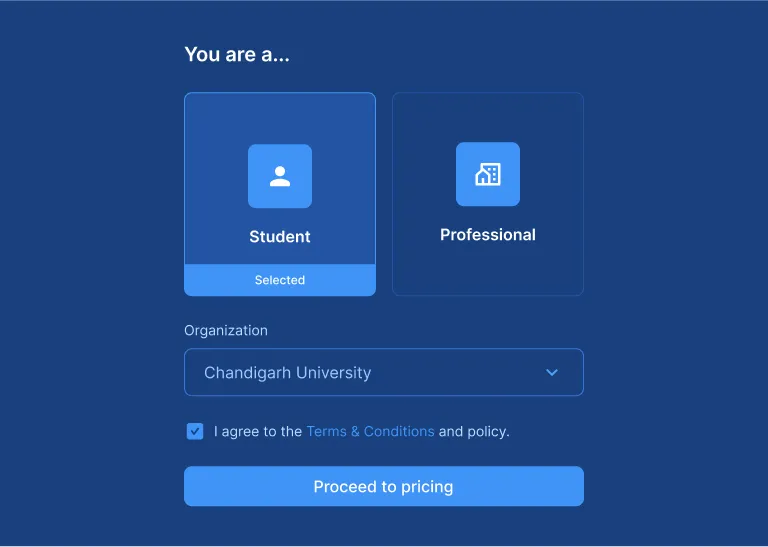 You are a...
Student
Professional
Selected
Organization
Chandigarh University
I agree to the Terms & Conditions and policy.
Proceed to pricing